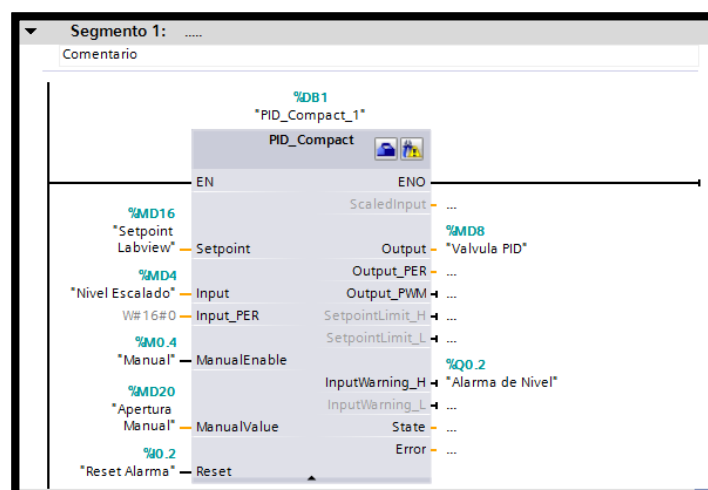 Segmento 1: .....
Comentario
%DB1
"PID_Compact_1"
PID_Compact
EN ENO
ScaledInput ...
%MD16
"Setpoint
Labview" Setpoint
%MD8
Output "Valvula PID"
Output_PER ...
%MD4
"Nivel Escalado" Input
Output_PWM ...
W#16#0 Input_PER
SetpointLimit_H ...
SetpointLimit_L ...
%M0.4
"Manual" ManualEnable
%Q0.2
InputWarning_H "Alarma de Nivel"
InputWarning_L ...
%MD20
"Apertura
Manual" ManualValue
State ...
Error ...
%I0.2
"Reset Alarma" Reset